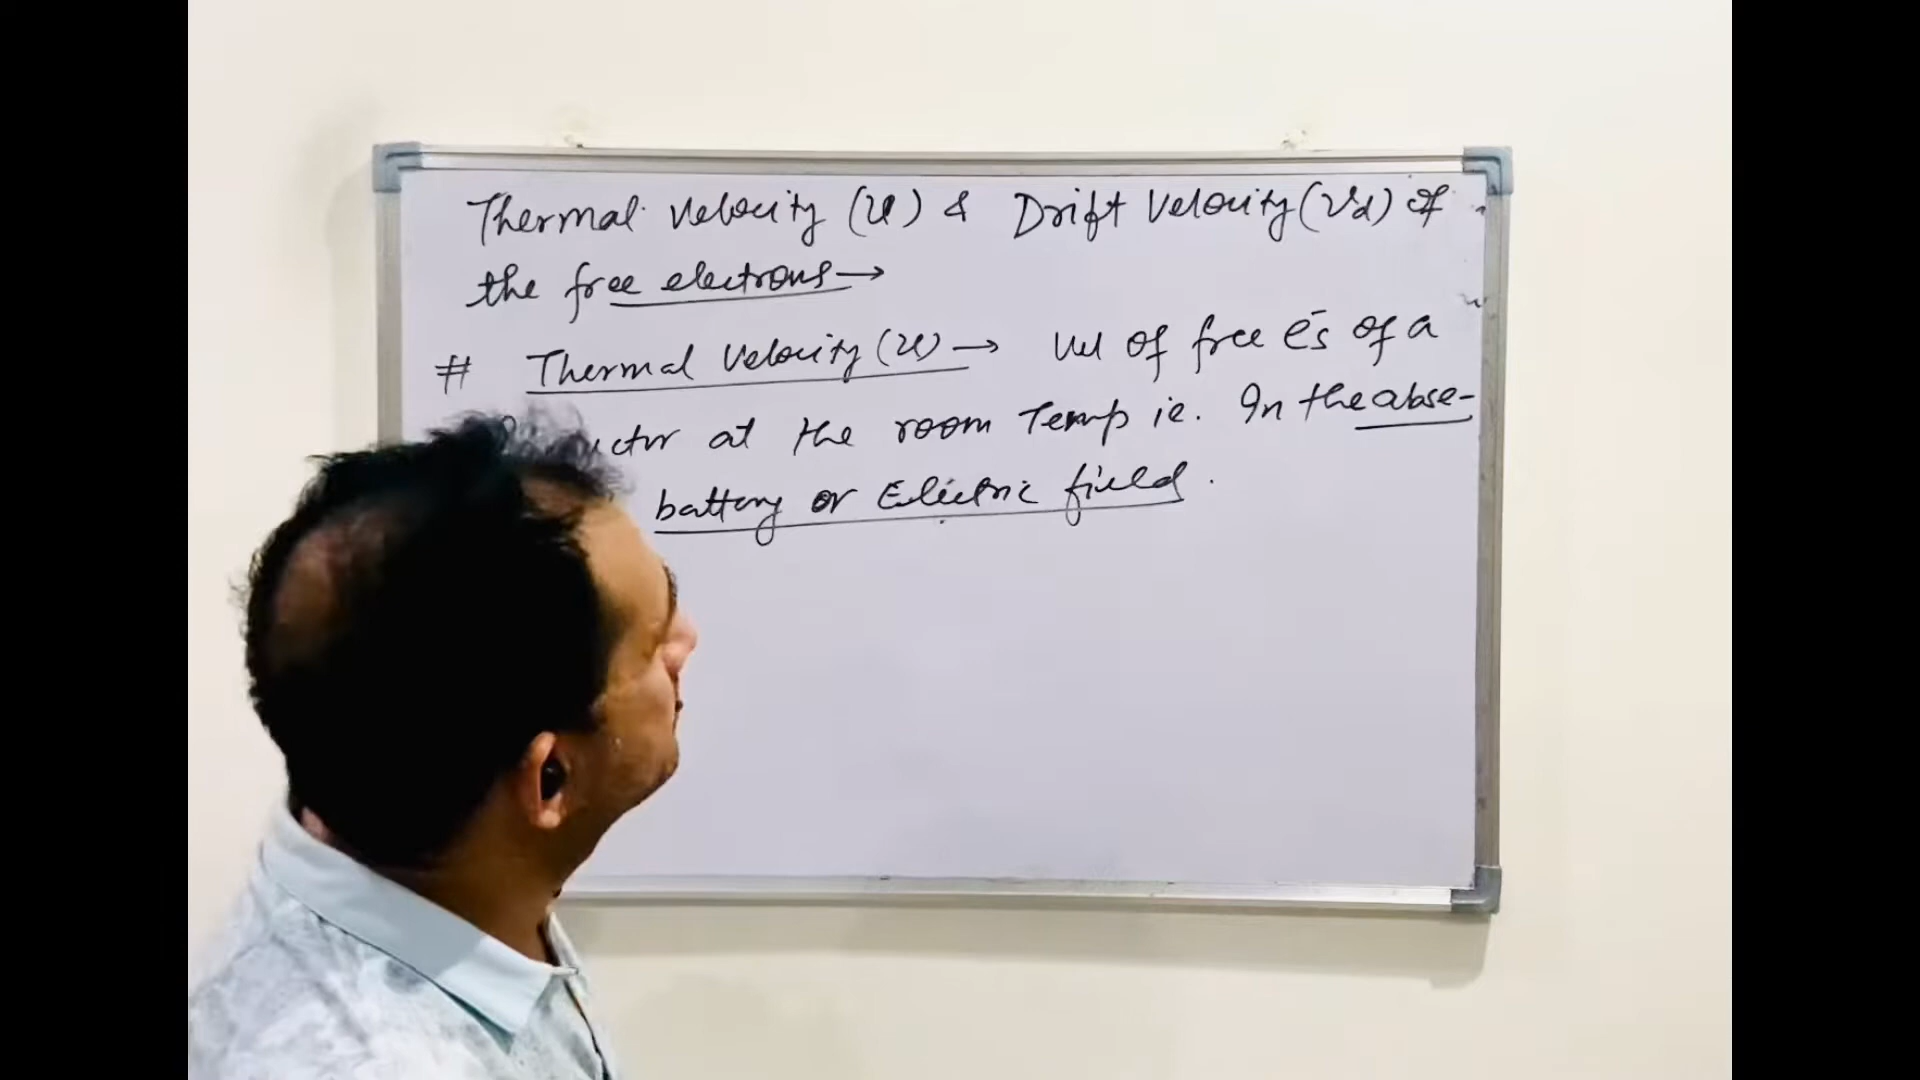 Thermal Velocity (u) & Drift Velocity (Vd) of
the free electrons →
# Thermal Velocity (u) → Vel of free e⁻s of a
uctor at the room Temp ie. In the abse-
battery or Electric field.